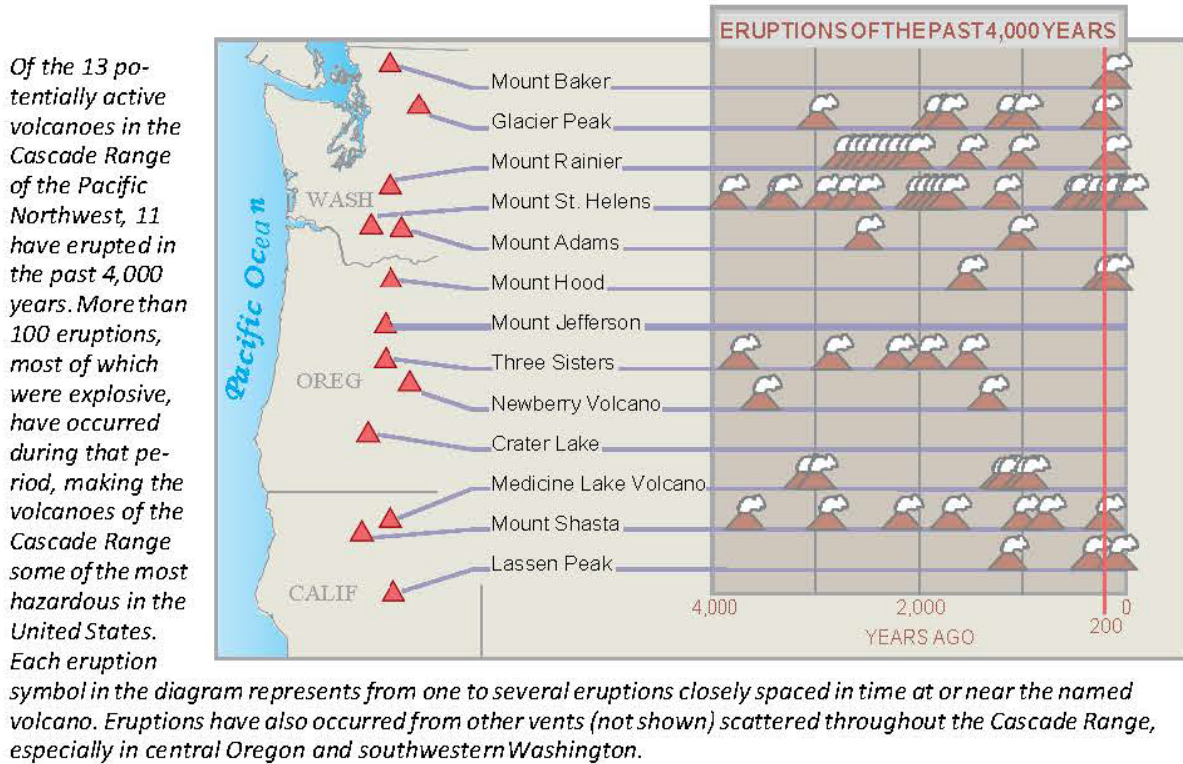 ERUPTIONS OF THE PAST 4,000 YEARS
Of the 13 po-
tentially active
volcanoes in the
Cascade Range
of the Pacific
Northwest, 11
have erupted in
the past 4,000
years. More than
100 eruptions,
most of which
were explosive,
have occurred
during that pe-
riod, making the
volcanoes of the
Cascade Range
some of the most
hazardous in the
United States.
Each eruption
symbol in the diagram represents from one to several eruptions closely spaced in time at or near the named
volcano. Eruptions have also occurred from other vents (not shown) scattered throughout the Cascade Range,
especially in central Oregon and southwestern Washington.
Pacific Ocean
WASH
OREG
CALIF
Mount Baker
Glacier Peak
Mount Rainier
Mount St. Helens
Mount Adams
Mount Hood
Mount Jefferson
Three Sisters
Newberry Volcano
Crater Lake
Medicine Lake Volcano
Mount Shasta
Lassen Peak
4,000 2,000 0
200
YEARS AGO